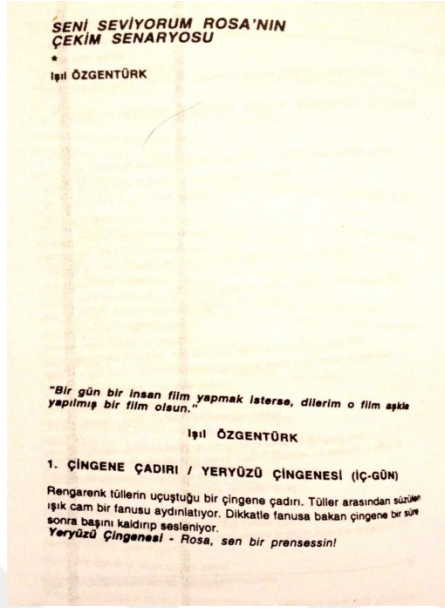 SENİ SEVİYORUM ROSA'NIN
ÇEKİM SENARYOSU
*
Işıl ÖZGENTÜRK
"Bir gün bir insan film yapmak isterse, dilerim o film aşkla
yapılmış bir film olsun."
Işıl ÖZGENTÜRK
1. ÇİNGENE ÇADIRI / YERYÜZÜ ÇİNGENESİ (İÇ-GÜN)
Rengarenk tüllerin uçuştuğu bir çingene çadırı. Tüller arasından süzülen
ışık cam bir fanusu aydınlatıyor. Dikkatle fanusa bakan çingene bir süre
sonra başını kaldırıp sesleniyor.
Yeryüzü Çingenesi - Rosa, sen bir prensessin!